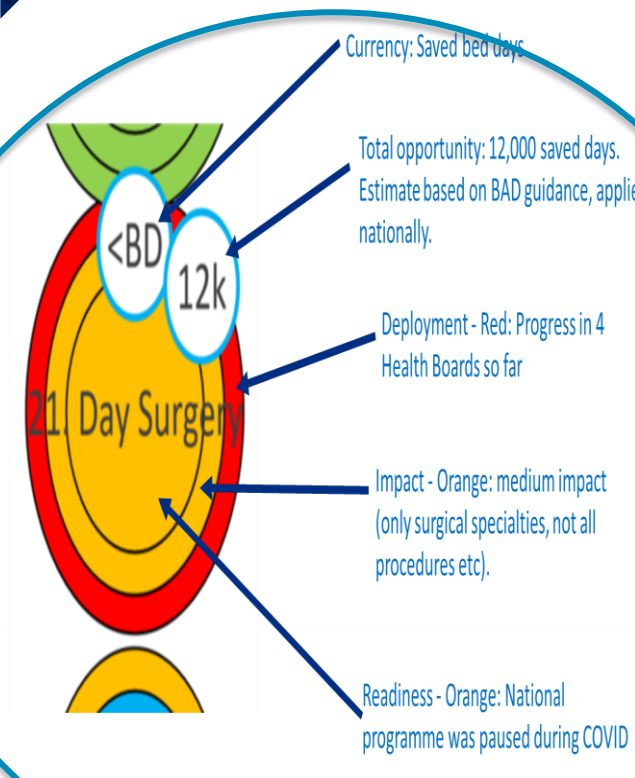 Currency: Saved bed days
Total opportunity: 12,000 saved days.
Estimate based on BAD guidance, applie
nationally.
<BD
12k
Deployment - Red: Progress in 4
Health Boards so far
21. Day Surgery
Impact - Orange: medium impact
(only surgical specialties, not all
procedures etc).
Readiness - Orange: National
programme was paused during COVID